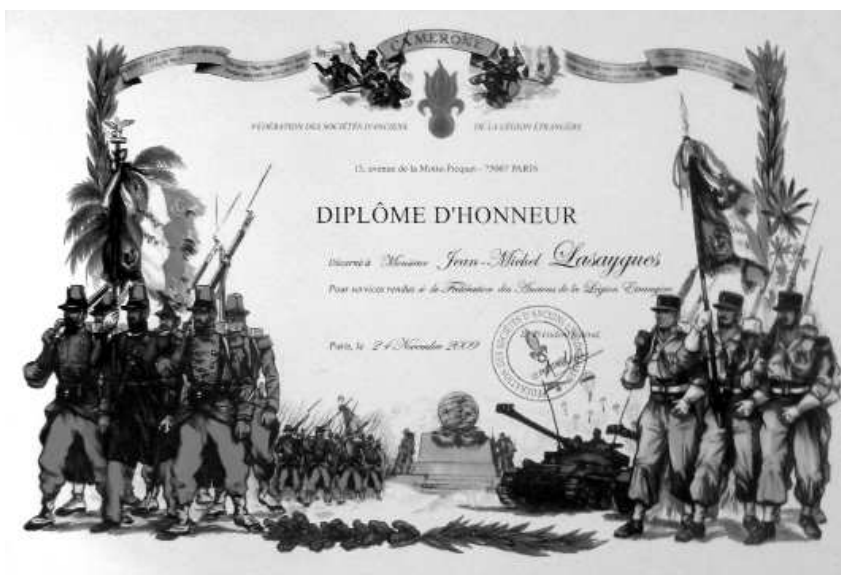 CAMERONE
FÉDÉRATION DES SOCIÉTÉS D'ANCIENS DE LA LÉGION ÉTRANGÈRE
15, avenue de la Motte-Picquet - 75007 PARIS
DIPLÔME D'HONNEUR
Décerné à Monsieur Jean-Michel Lasaygues
Pour services rendus à la Fédération des Anciens de la Légion Etrangère
Le Président Général
Paris, le 24 Novembre 2009